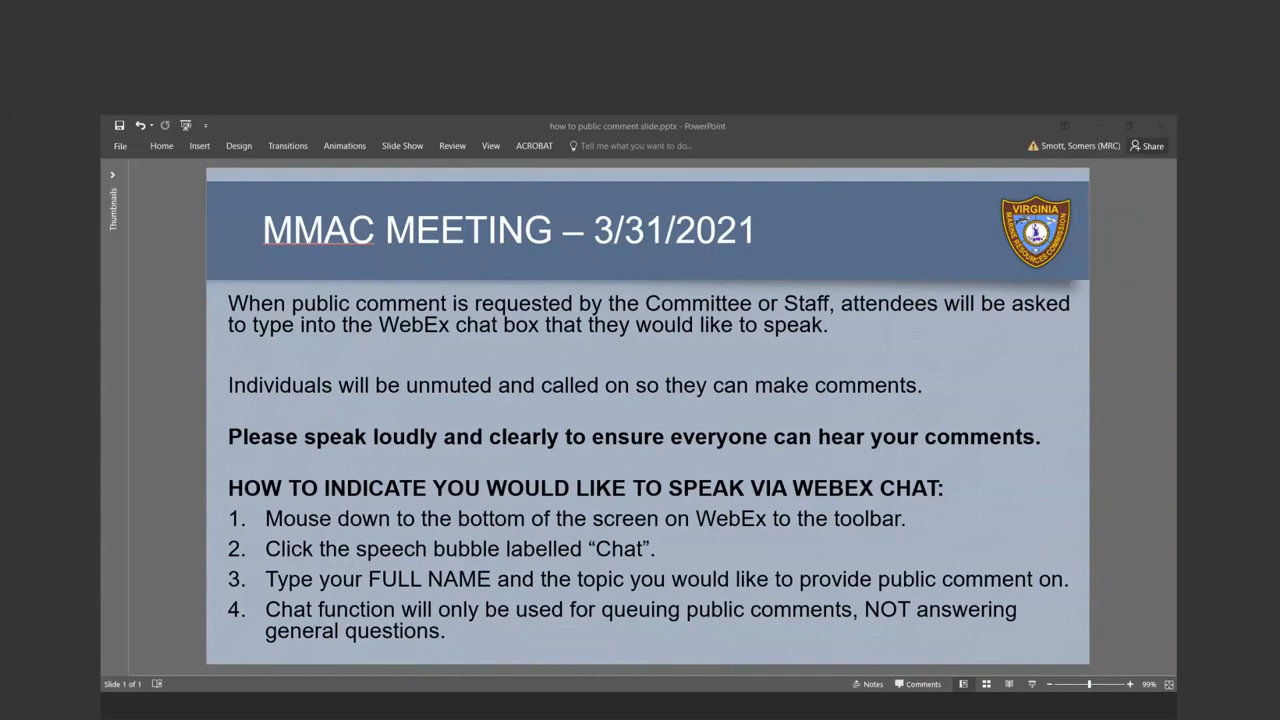 how to public comment slide.pptx - PowerPoint
File Home Insert Design Transitions Animations Slide Show Review View ACROBAT Tell me what you want to do... Smott, Somers (MRC) Share
Thumbnails
MMAC MEETING – 3/31/2021
VIRGINIA
MARINE RESOURCES COMMISSION
When public comment is requested by the Committee or Staff, attendees will be asked
to type into the WebEx chat box that they would like to speak.
Individuals will be unmuted and called on so they can make comments.
Please speak loudly and clearly to ensure everyone can hear your comments.
HOW TO INDICATE YOU WOULD LIKE TO SPEAK VIA WEBEX CHAT:
1. Mouse down to the bottom of the screen on WebEx to the toolbar.
2. Click the speech bubble labelled “Chat”.
3. Type your FULL NAME and the topic you would like to provide public comment on.
4. Chat function will only be used for queuing public comments, NOT answering
general questions.
Slide 1 of 1 Notes Comments 99%